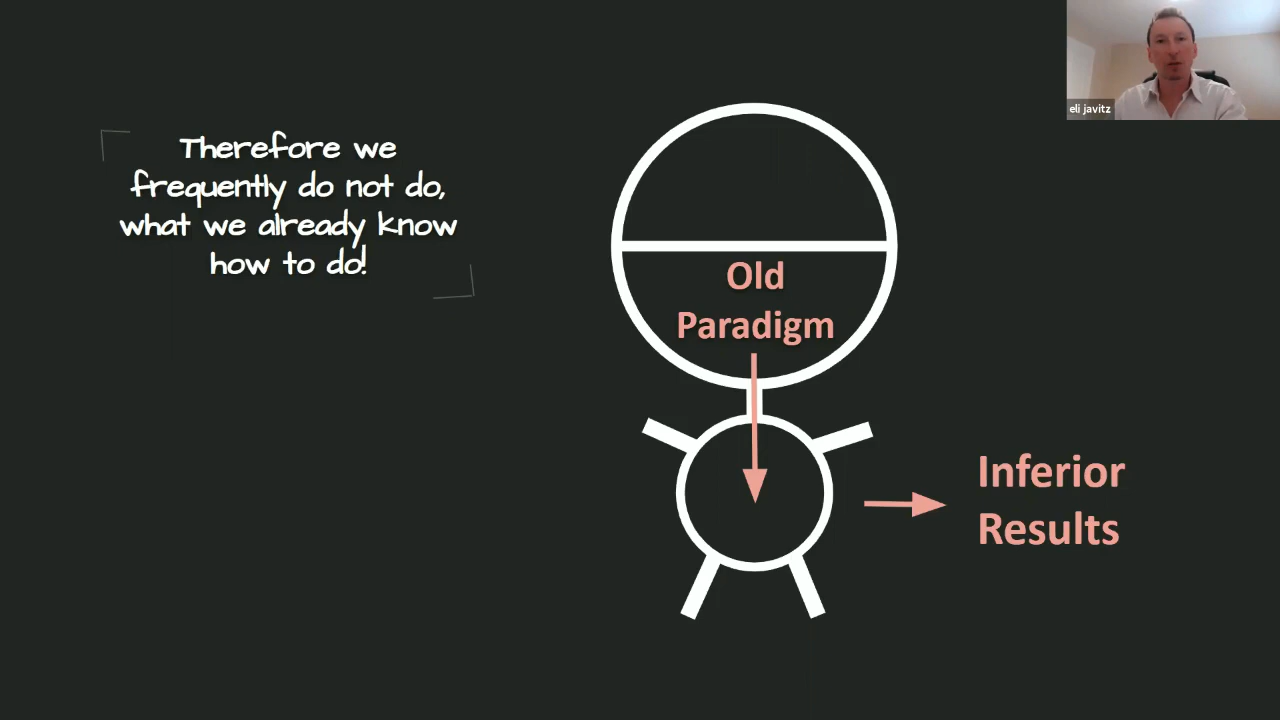 Therefore we
frequently do not do,
what we already know
how to do!
Old
Paradigm
Inferior
Results
eli javitz